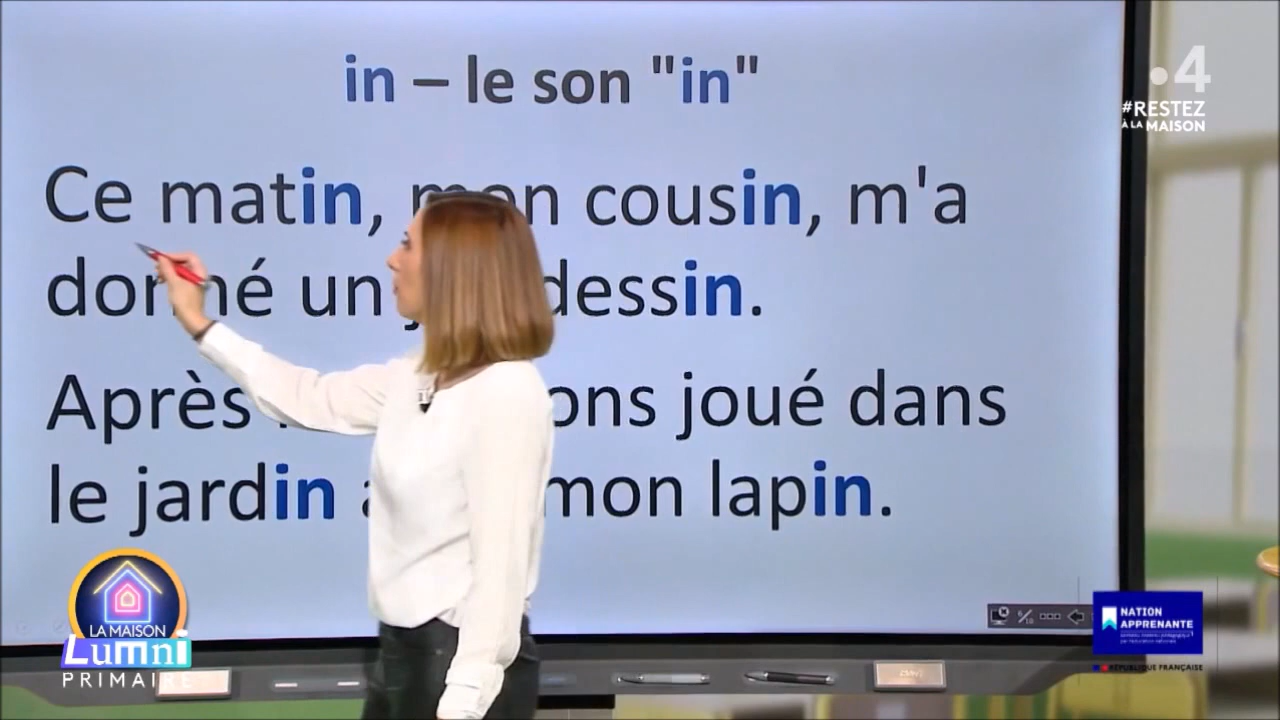 in – le son "in"
Ce matin, mon cousin, m'a
donné un dessin.
Après joué dans
le jardin mon lapin.
4
#RESTEZ
À LA MAISON
LA MAISON
Lumni
PRIMAIRE
NATION
APPRENANTE
RÉPUBLIQUE FRANÇAISE